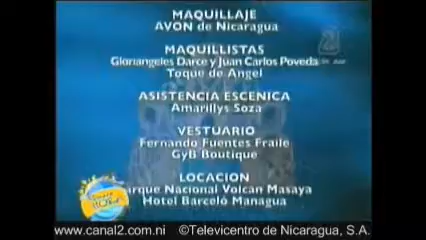 MAQUILLAJE
AVON de Nicaragua
MAQUILLISTAS
Gloriangeles Darce y Juan Carlos Poveda
Toque de Angel
ASISTENCIA ESCENICA
Amarillys Soza
VESTUARIO
Fernando Fuentes Fraile
GyB Boutique
LOCACION
Parque Nacional Volcán Masaya
Hotel Barceló Managua
www.canal2.com.ni ©Televicentro de Nicaragua, S.A.